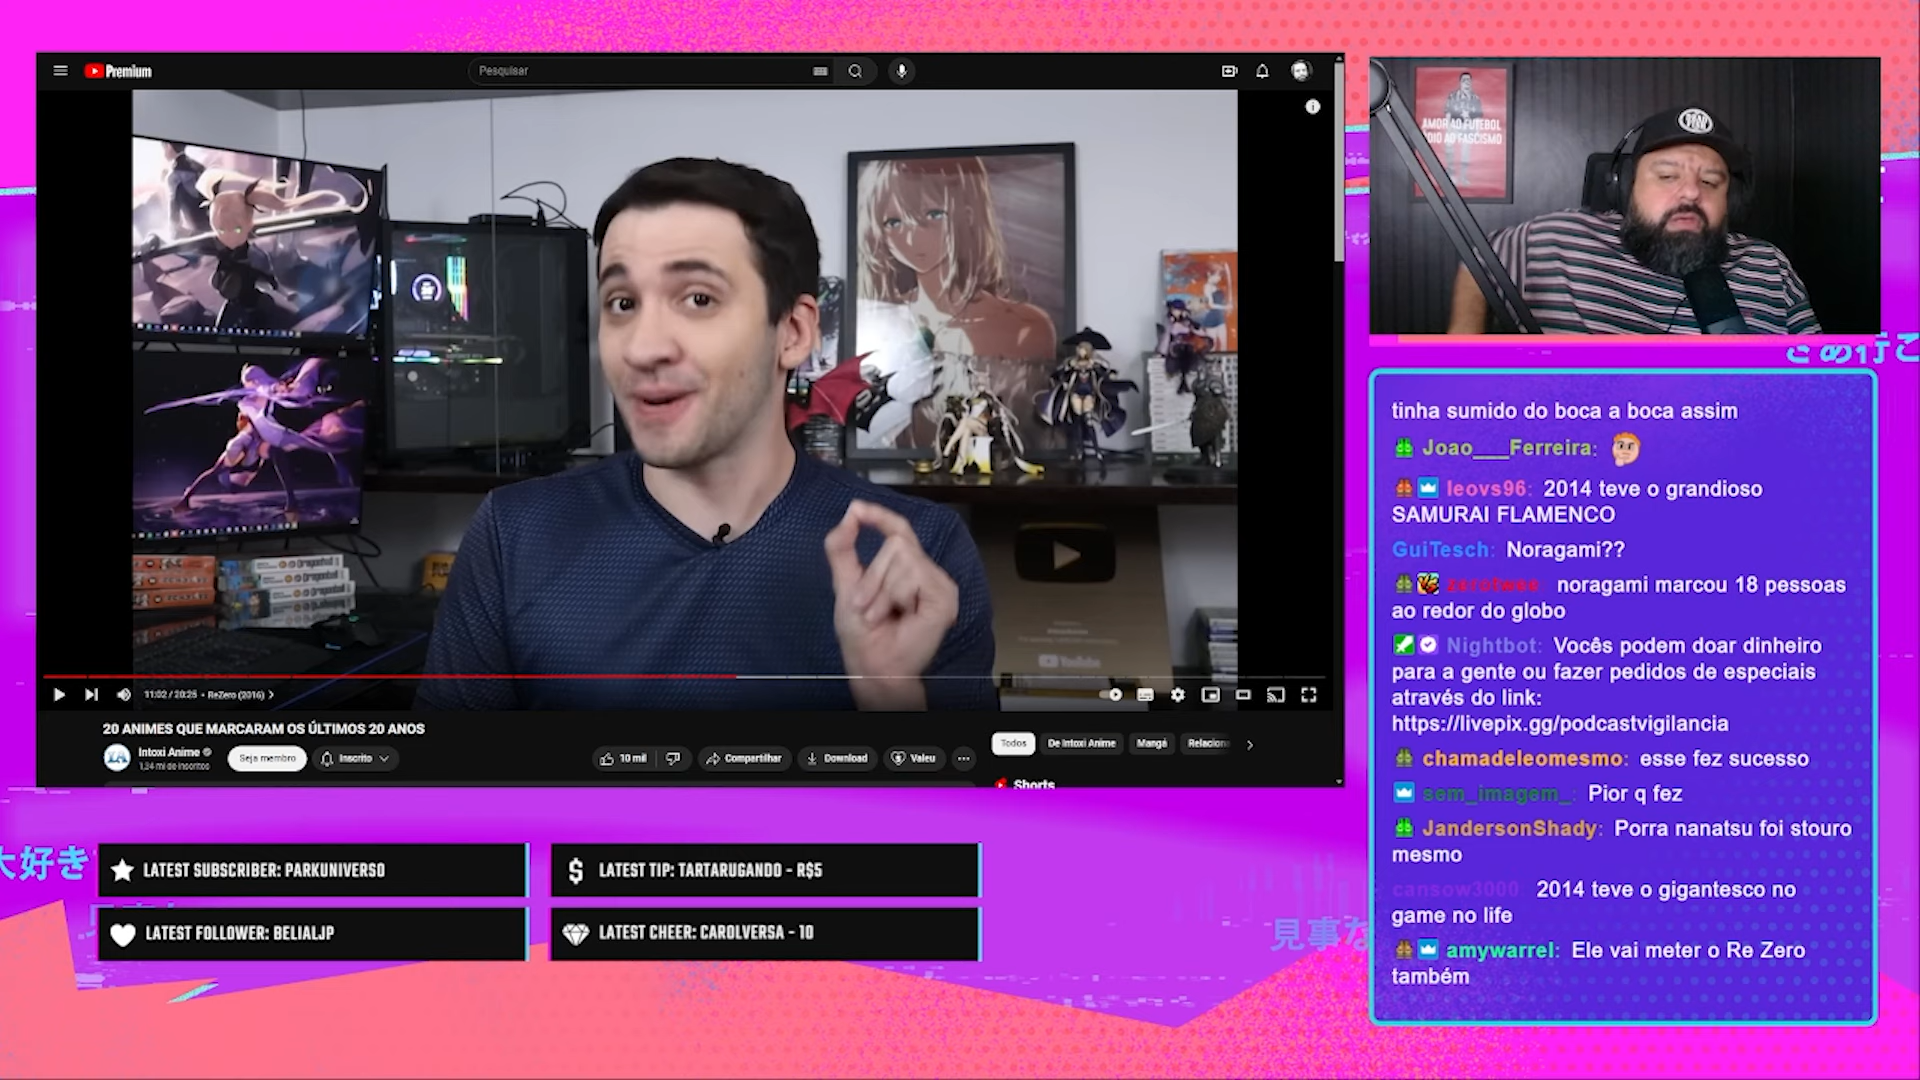 Premium
Pesquisar
AMOR AO FUTEBOL
ÓDIO AO FASCISMO
YouTube
11:02 / 20:25 • ReZero (2016)
20 ANIMES QUE MARCARAM OS ÚLTIMOS 20 ANOS
Intoxi Anime
1,34 mi de inscritos
Seja membro
Inscrito
10 mil
Compartilhar
Download
Valeu
Todos
De Intoxi Anime
Mangá
Relacion
Shorts
tinha sumido do boca a boca assim
Joao___Ferreira:
leovs96: 2014 teve o grandioso
SAMURAI FLAMENCO
GuiTesch: Noragami??
zerotwee: noragami marcou 18 pessoas
ao redor do globo
Nightbot: Vocês podem doar dinheiro
para a gente ou fazer pedidos de especiais
através do link:
https://livepix.gg/podcastvigilancia
chamadeleomesmo: esse fez sucesso
sem_imagem_: Pior q fez
JandersonShady: Porra nanatsu foi stouro
mesmo
cansow3000 2014 teve o gigantesco no
game no life
amywarrel: Ele vai meter o Re Zero
também
大好き
見事な
LATEST SUBSCRIBER: PARKUNIVERSO
LATEST TIP: TARTARUGANDO - R$5
LATEST FOLLOWER: BELIALJP
LATEST CHEER: CAROLVERSA - 10